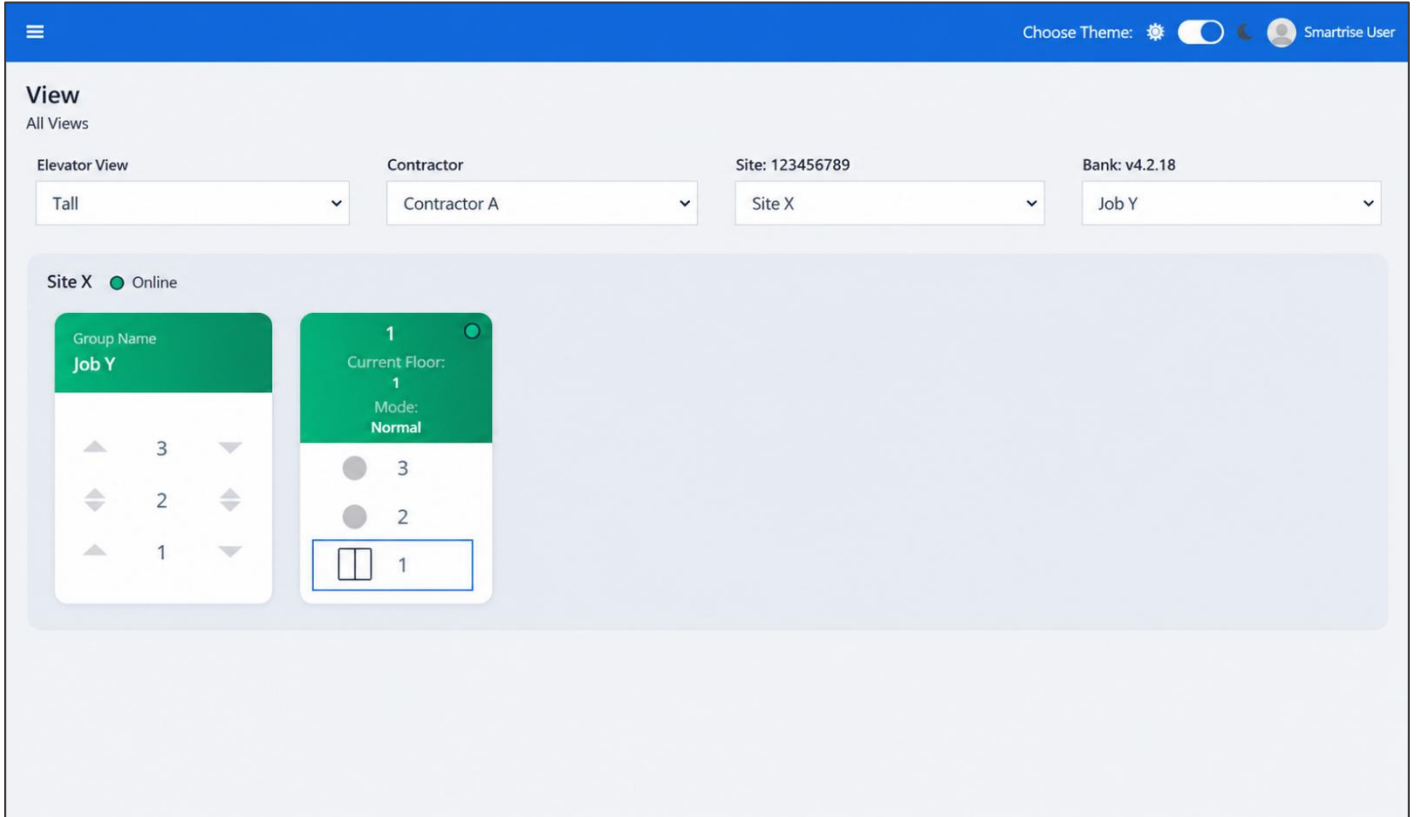 Choose Theme: Smartrise User
View
All Views
Elevator View
Contractor
Site: 123456789
Bank: v4.2.18
Tall
Contractor A
Site X
Job Y
Site X Online
Group Name
Job Y
3
2
1
1
Current Floor:
1
Mode:
Normal
3
2
1